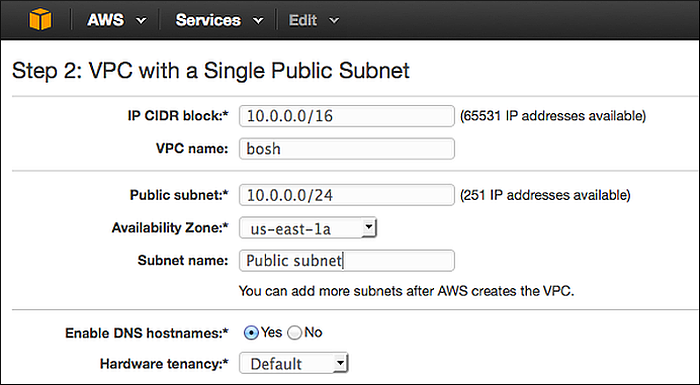 AWS Services Edit
Step 2: VPC with a Single Public Subnet
IP CIDR block:* 10.0.0.0/16 (65531 IP addresses available)
VPC name: bosh
Public subnet:* 10.0.0.0/24 (251 IP addresses available)
Availability Zone:* us-east-1a
Subnet name: Public subnet
You can add more subnets after AWS creates the VPC.
Enable DNS hostnames:* Yes No
Hardware tenancy:* Default